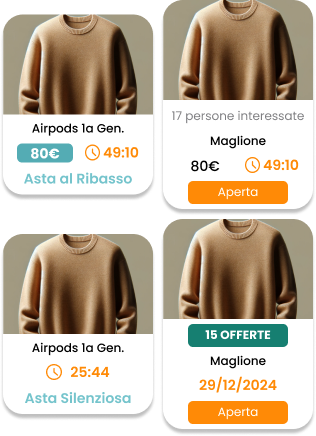 Airpods 1a Gen.
80€ 49:10
Asta al Ribasso
17 persone interessate
Maglione
80€ 49:10
Aperta
Airpods 1a Gen.
25:44
Asta Silenziosa
15 OFFERTE
Maglione
29/12/2024
Aperta